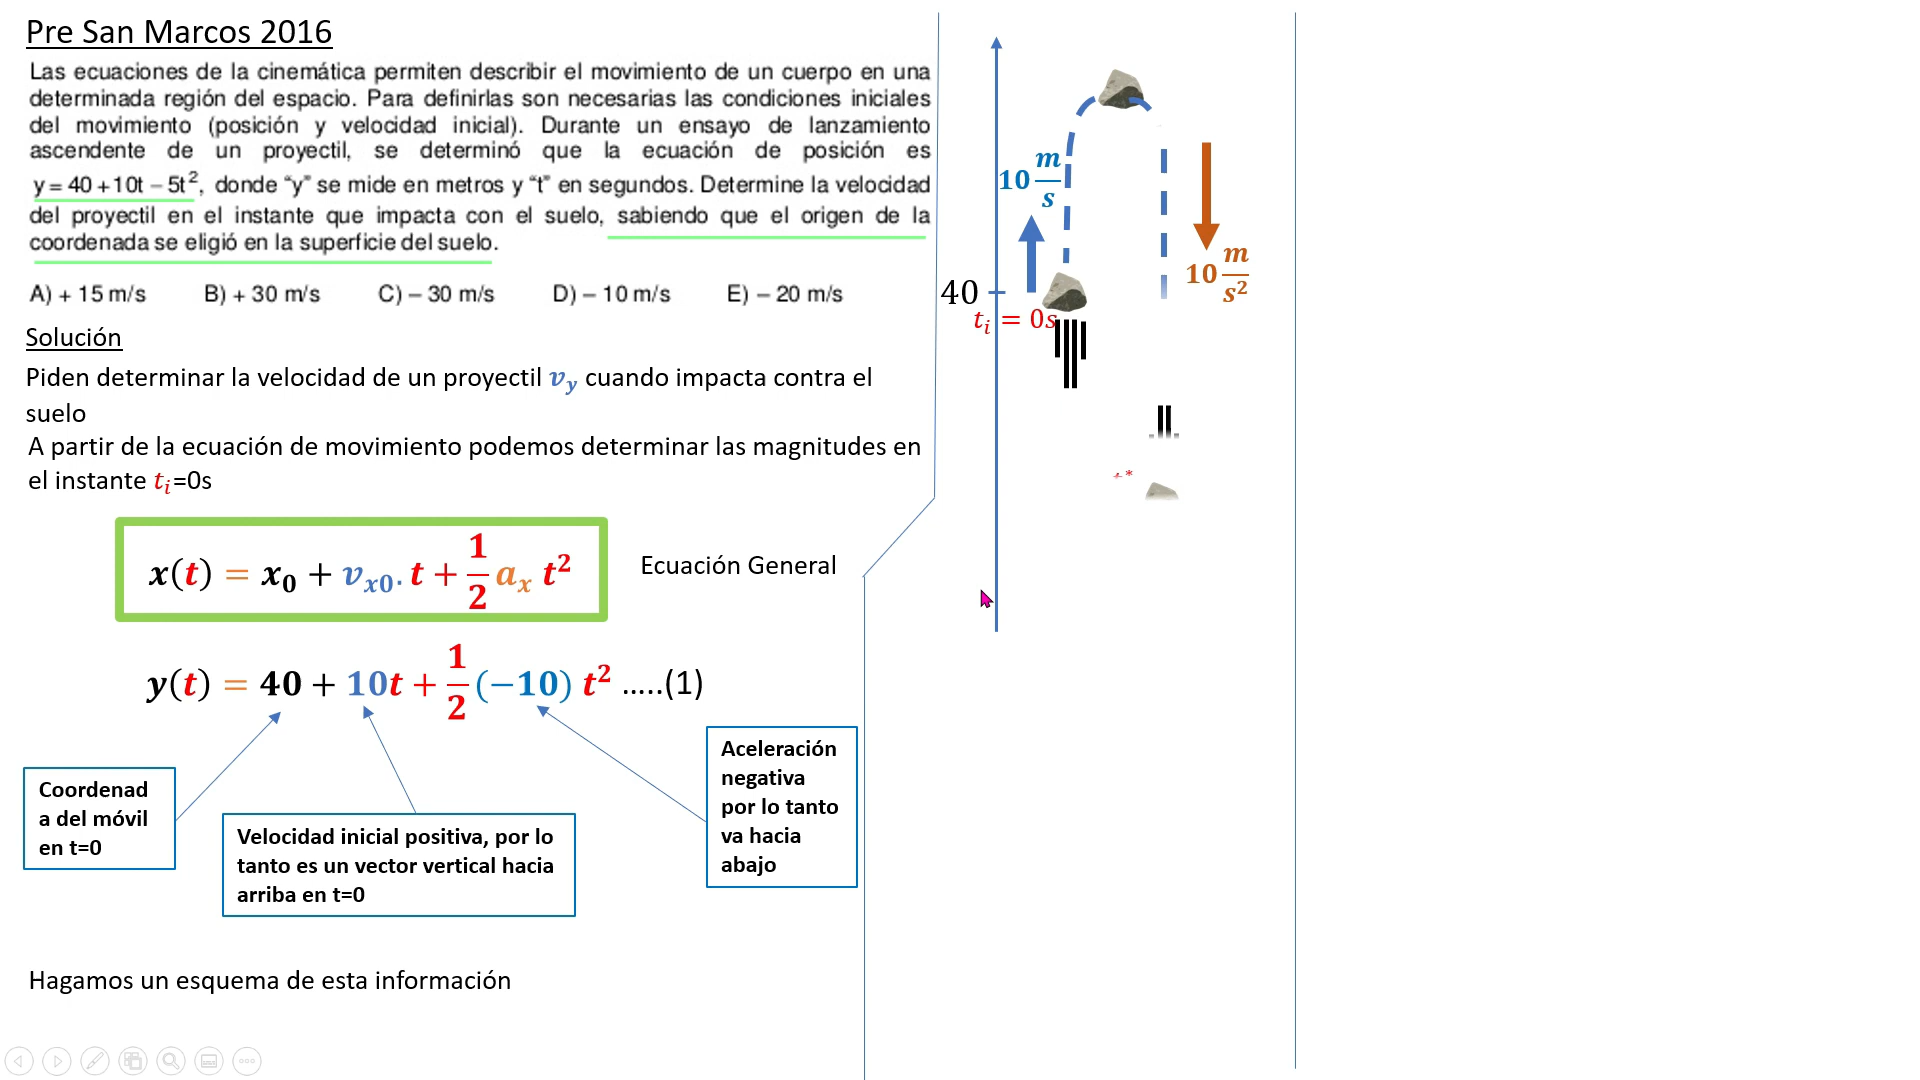 Pre San Marcos 2016
Las ecuaciones de la cinemática permiten describir el movimiento de un cuerpo en una
determinada región del espacio. Para definirlas son necesarias las condiciones iniciales
del movimiento (posición y velocidad inicial). Durante un ensayo de lanzamiento
ascendente de un proyectil, se determinó que la ecuación de posición es
y = 40 + 10t – 5t², donde “y” se mide en metros y “t” en segundos. Determine la velocidad
del proyectil en el instante que impacta con el suelo, sabiendo que el origen de la
coordenada se eligió en la superficie del suelo.
A) + 15 m/s B) + 30 m/s C) – 30 m/s D) – 10 m/s E) – 20 m/s
Solución
Piden determinar la velocidad de un proyectil v_y cuando impacta contra el
suelo
A partir de la ecuación de movimiento podemos determinar las magnitudes en
el instante t_i=0s
x(t) = x_0 + v_x0. t + 1/2 a_x t²
Ecuación General
y(t) = 40 + 10t + 1/2 (−10) t² .....(1)
Coordenad
a del móvil
en t=0
Velocidad inicial positiva, por lo
tanto es un vector vertical hacia
arriba en t=0
Aceleración
negativa
por lo tanto
va hacia
abajo
Hagamos un esquema de esta información
10 m/s
10 m/s²
40
t_i = 0s